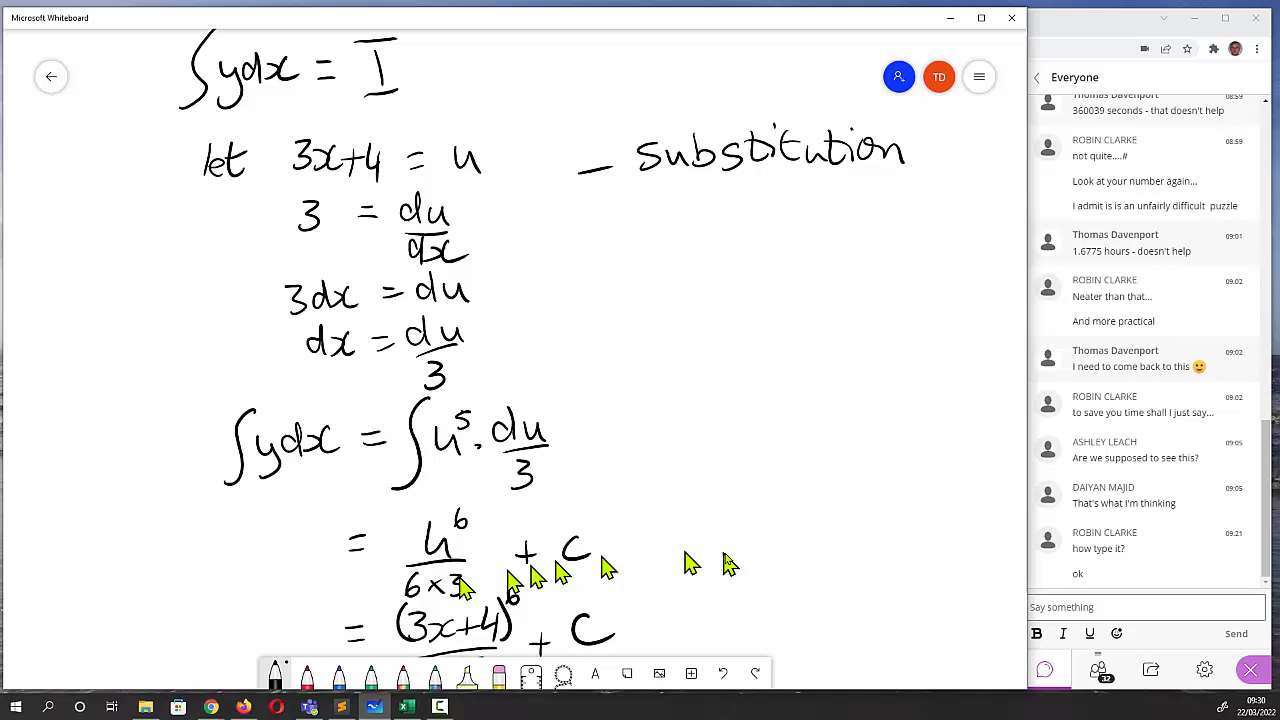 Microsoft Whiteboard
∫ydx = I
let 3x+4 = u – substitution
3 = du/dx
3dx = du
dx = du/3
∫ydx = ∫u⁵ · du/3
= u⁶/(6×3) + C
= (3x+4)⁶ + C
TD
A
Everyone
Thomas Davenport 08:59
360039 seconds - that doesn't help
ROBIN CLARKE 08:59
not quite....#
Look at your number again...
I admit is is an unfairly difficult puzzle
Thomas Davenport 09:01
1.6775 hours - doesn't help
ROBIN CLARKE 09:02
Neater than that...
And more practical
Thomas Davenport 09:02
I need to come back to this 😉
ROBIN CLARKE 09:02
to save you time shall I just say...
ASHLEY LEACH 09:05
Are we supposed to see this?
DAIYAN MAJID 09:05
That's what I'm thinking
ROBIN CLARKE 09:21
how type it?
ok
Say something
B I U Send
32
09:30
22/03/2022